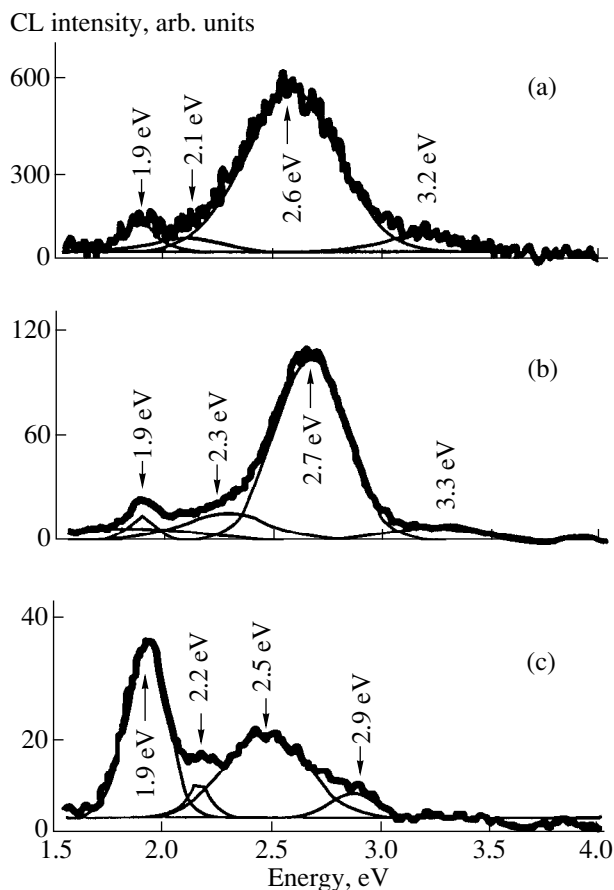 CL intensity, arb. units
600
300
0
1.9 eV
2.1 eV
2.6 eV
3.2 eV
(a)
120
60
0
1.9 eV
2.3 eV
2.7 eV
3.3 eV
(b)
40
20
0
1.9 eV
2.2 eV
2.5 eV
2.9 eV
(c)
1.5 2.0 2.5 3.0 3.5 4.0
Energy, eV